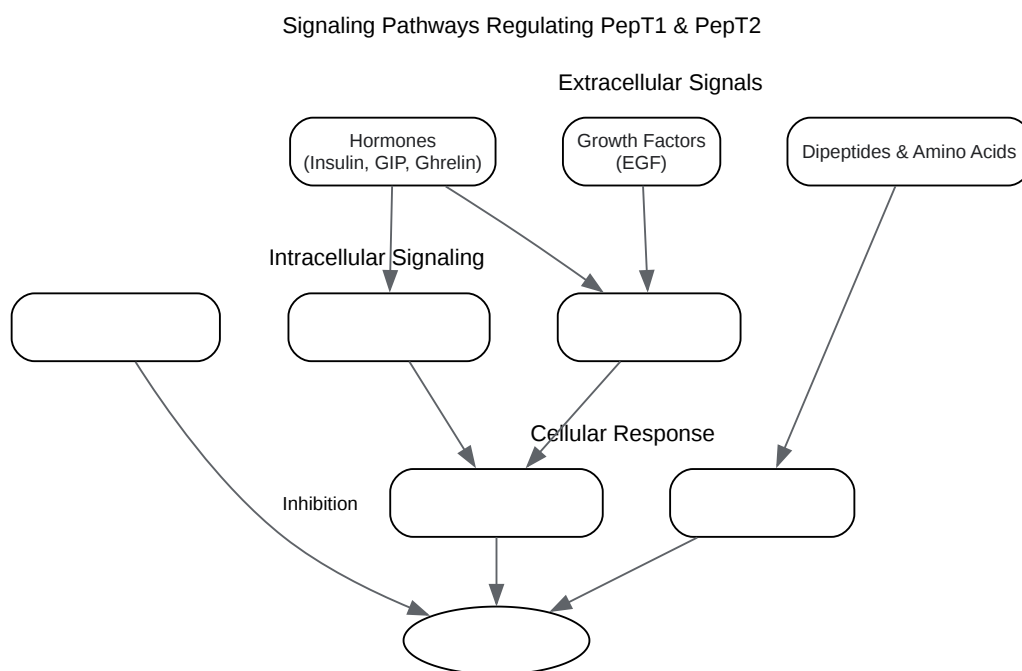 Signaling Pathways Regulating PepT1 & PepT2
Extracellular Signals
Hormones
(Insulin, GIP, Ghrelin)
Growth Factors
(EGF)
Dipeptides & Amino Acids
Intracellular Signaling
Cellular Response
Inhibition